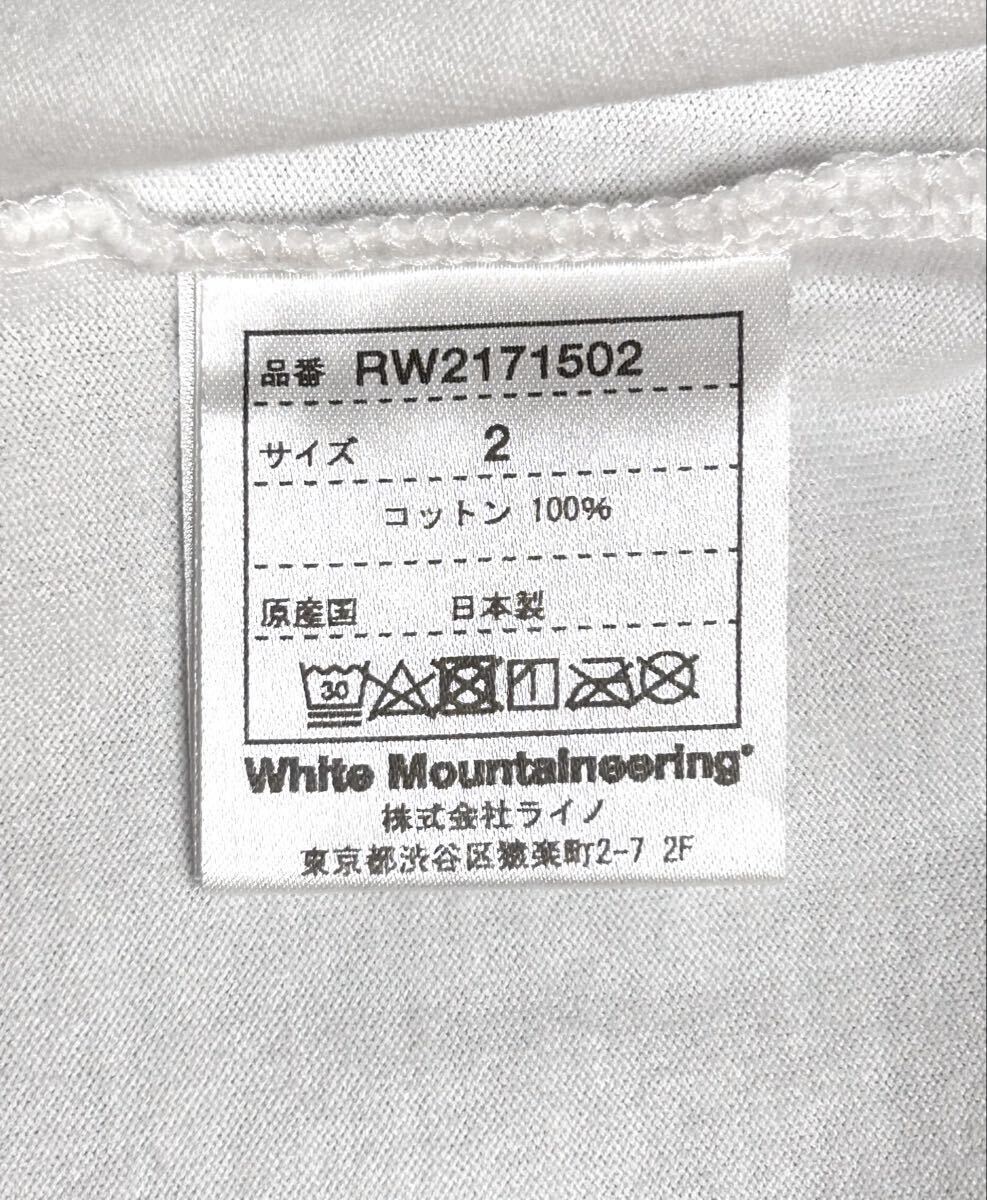 品番 RW2171502
サイズ 2
コットン 100%
原産国 日本製
30
White Mountaineering®
株式会社ライノ
東京都渋谷区猿楽町2-7 2F